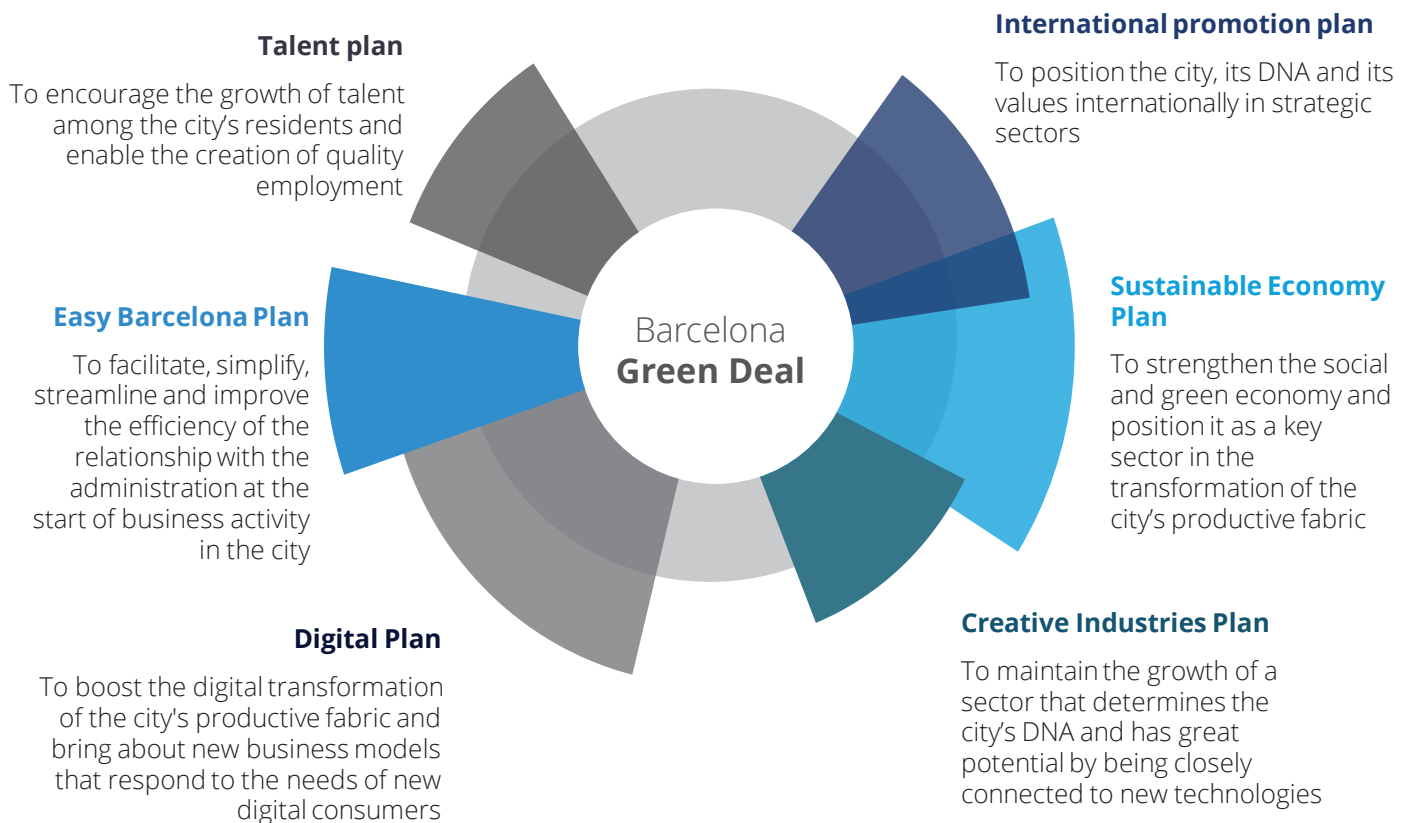 Talent plan
To encourage the growth of talent
among the city's residents and
enable the creation of quality
employment
International promotion plan
To position the city, its DNA and its
values internationally in strategic
sectors
Easy Barcelona Plan
To facilitate, simplify,
streamline and improve
the efficiency of the
relationship with the
administration at the
start of business activity
in the city
Barcelona
Green Deal
Sustainable Economy
Plan
To strengthen the social
and green economy and
position it as a key
sector in the
transformation of the
city's productive fabric
Digital Plan
To boost the digital transformation
of the city's productive fabric and
bring about new business models
that respond to the needs of new
digital consumers
Creative Industries Plan
To maintain the growth of a
sector that determines the
city's DNA and has great
potential by being closely
connected to new technologies